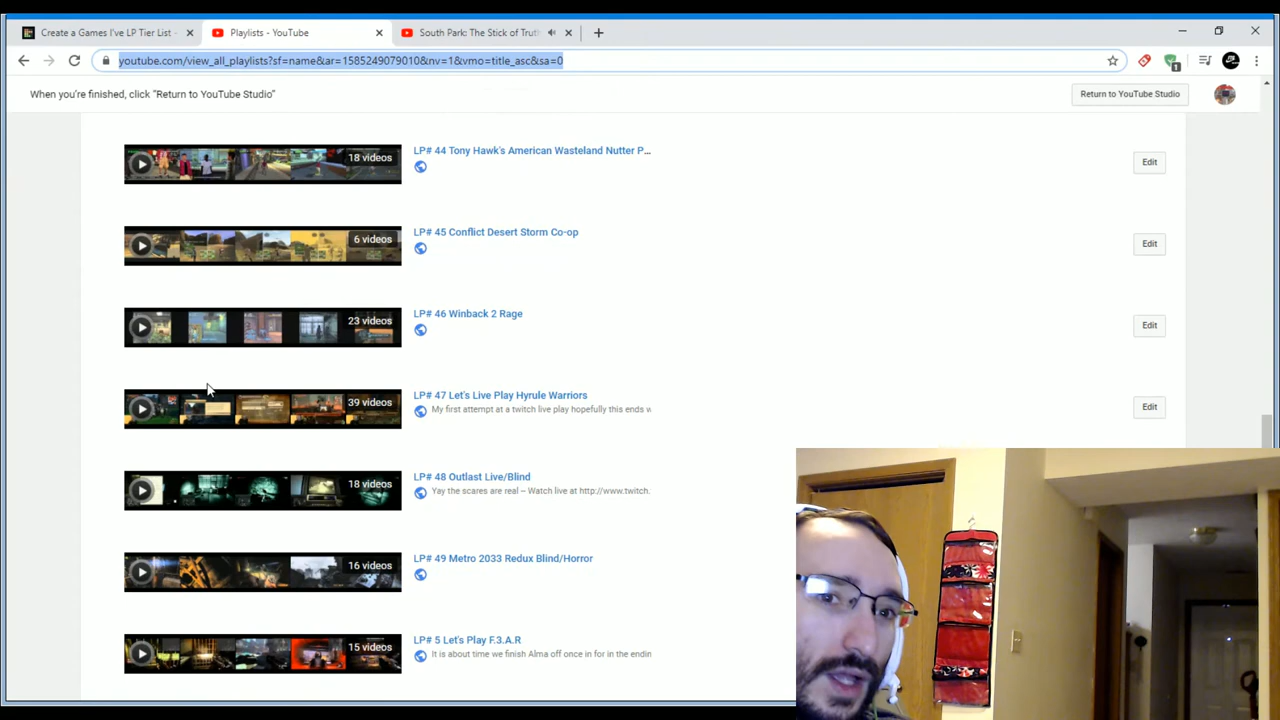 Create a Games I've LP Tier List -
Playlists - YouTube
South Park: The Stick of Trut
youtube.com/view_all_playlists?sf=name&ar=1585249079010&nv=1&vmo=title_asc&sa=0
1
When you're finished, click "Return to YouTube Studio"
Return to YouTube Studio
18 videos
LP# 44 Tony Hawk's American Wasteland Nutter P...
Edit
6 videos
LP# 45 Conflict Desert Storm Co-op
Edit
23 videos
LP# 46 Winback 2 Rage
Edit
39 videos
LP# 47 Let's Live Play Hyrule Warriors
My first attempt at a twitch live play hopefully this ends w
Edit
18 videos
LP# 48 Outlast Live/Blind
Yay the scares are real -- Watch live at http://www.twitch.
16 videos
LP# 49 Metro 2033 Redux Blind/Horror
15 videos
LP# 5 Let's Play F.3.A.R
It is about time we finish Alma off once in for in the endin